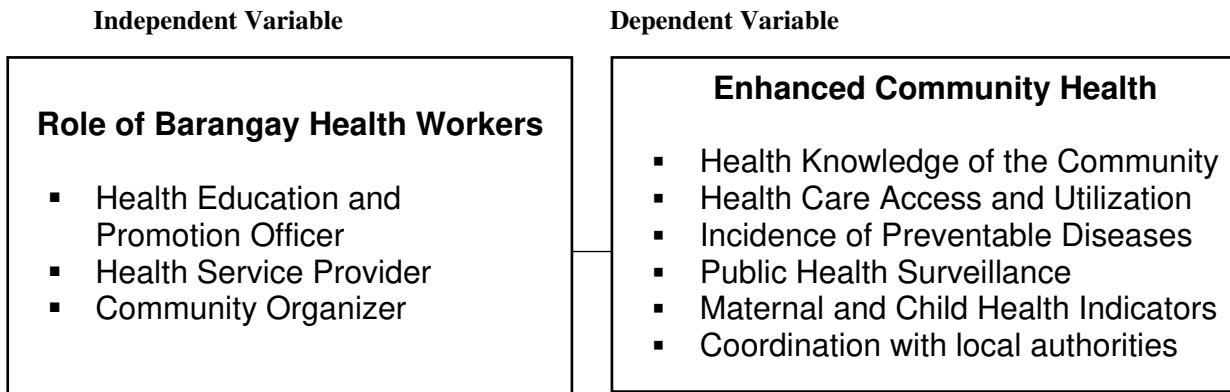 Independent Variable
Dependent Variable
Role of Barangay Health Workers
▪ Health Education and
Promotion Officer
▪ Health Service Provider
▪ Community Organizer
Enhanced Community Health
▪ Health Knowledge of the Community
▪ Health Care Access and Utilization
▪ Incidence of Preventable Diseases
▪ Public Health Surveillance
▪ Maternal and Child Health Indicators
▪ Coordination with local authorities